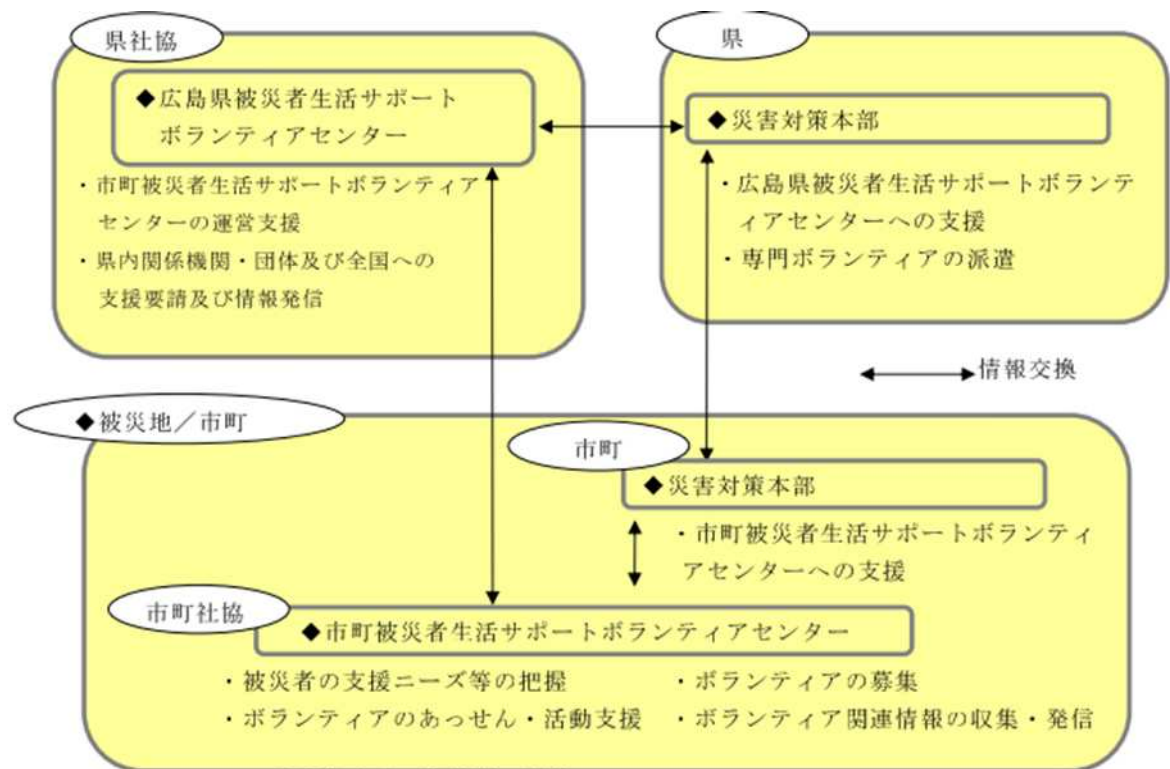 県社協
◆広島県被災者生活サポート
ボランティアセンター
・市町被災者生活サポートボランティア
センターの運営支援
・県内関係機関・団体及び全国への
支援要請及び情報発信
県
◆災害対策本部
・広島県被災者生活サポートボランテ
ィアセンターへの支援
・専門ボランティアの派遣
情報交換
◆被災地／市町
市町
◆災害対策本部
・市町被災者生活サポートボランティ
アセンターへの支援
市町社協
◆市町被災者生活サポートボランティアセンター
・被災者の支援ニーズ等の把握
・ボランティアの募集
・ボランティアのあっせん・活動支援
・ボランティア関連情報の収集・発信